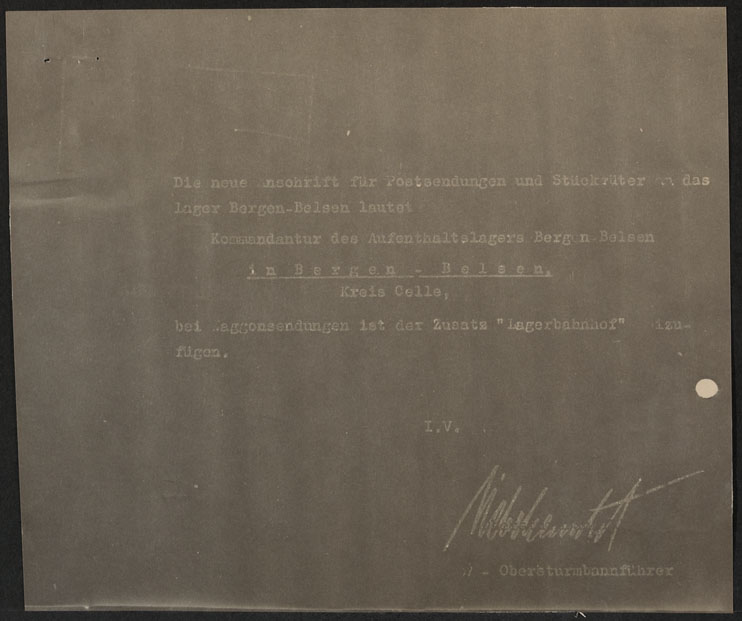 Die neue Anschrift für Postsendungen und Stückgüter an das
Lager Bergen-Belsen lautet
Kommandantur des Aufenthaltslagers Bergen-Belsen
in Bergen - Belsen,
Kreis Celle,
bei Waggonsendungen ist der Zusatz "Lagerbahnhof"
fügen.
I.V.
- Obersturmbannführer